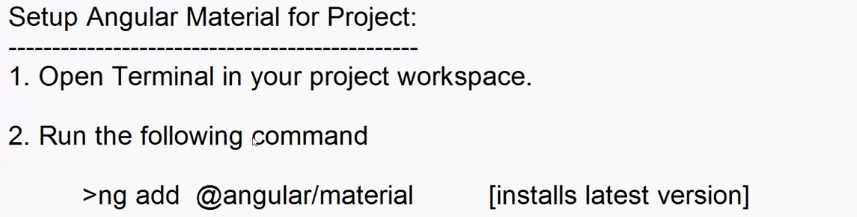 Setup Angular Material for Project:
-----------------------------------------------
1. Open Terminal in your project workspace.
2. Run the following command
>ng add @angular/material [installs latest version]